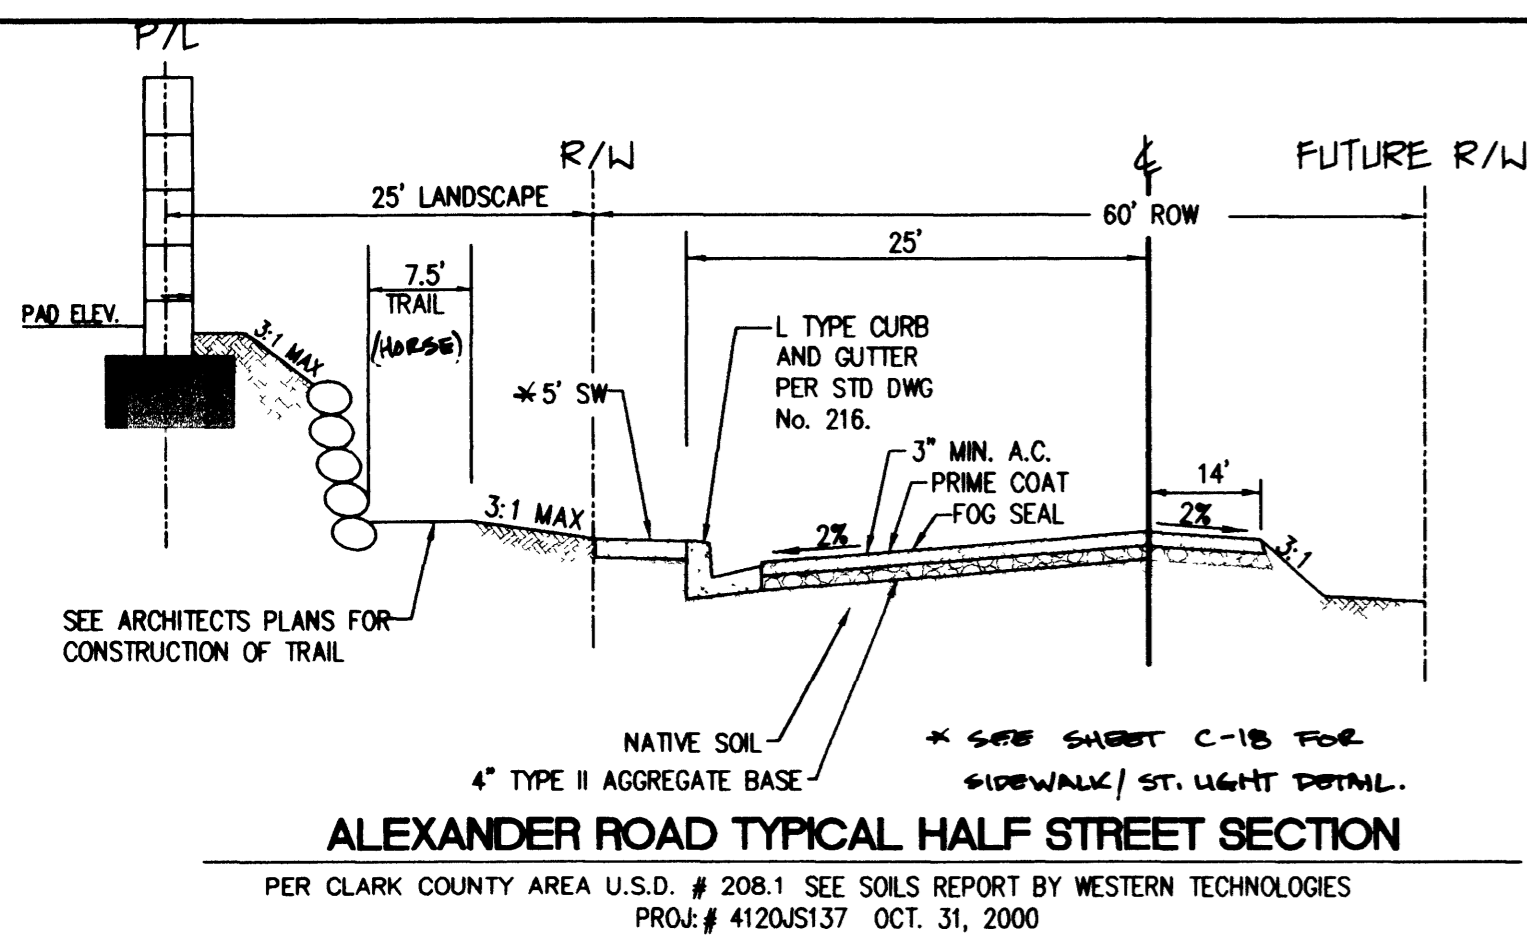 P/L
R/W
℄
FUTURE R/W
25' LANDSCAPE
60' ROW
25'
7.5'
TRAIL
(HORSE)
PAD ELEV.
3:1 MAX
L TYPE CURB
AND GUTTER
PER STD DWG
No. 216.
* 5' SW
3" MIN. A.C.
PRIME COAT
FOG SEAL
14'
3:1 MAX
2%
2%
3:1
SEE ARCHITECTS PLANS FOR
CONSTRUCTION OF TRAIL
NATIVE SOIL
4" TYPE II AGGREGATE BASE
* SEE SHEET C-18 FOR
SIDEWALK/ ST. LIGHT DETAIL.
ALEXANDER ROAD TYPICAL HALF STREET SECTION
PER CLARK COUNTY AREA U.S.D. # 208.1 SEE SOILS REPORT BY WESTERN TECHNOLOGIES
PROJ: # 4120JS137 OCT. 31, 2000